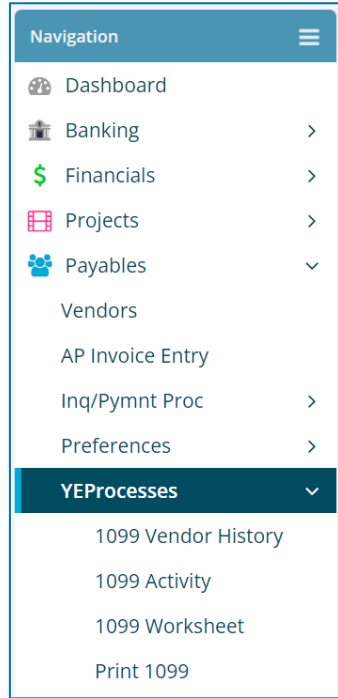 Navigation
Dashboard
Banking
Financials
Projects
Payables
Vendors
AP Invoice Entry
Inq/Pymnt Proc
Preferences
YEProcesses
1099 Vendor History
1099 Activity
1099 Worksheet
Print 1099